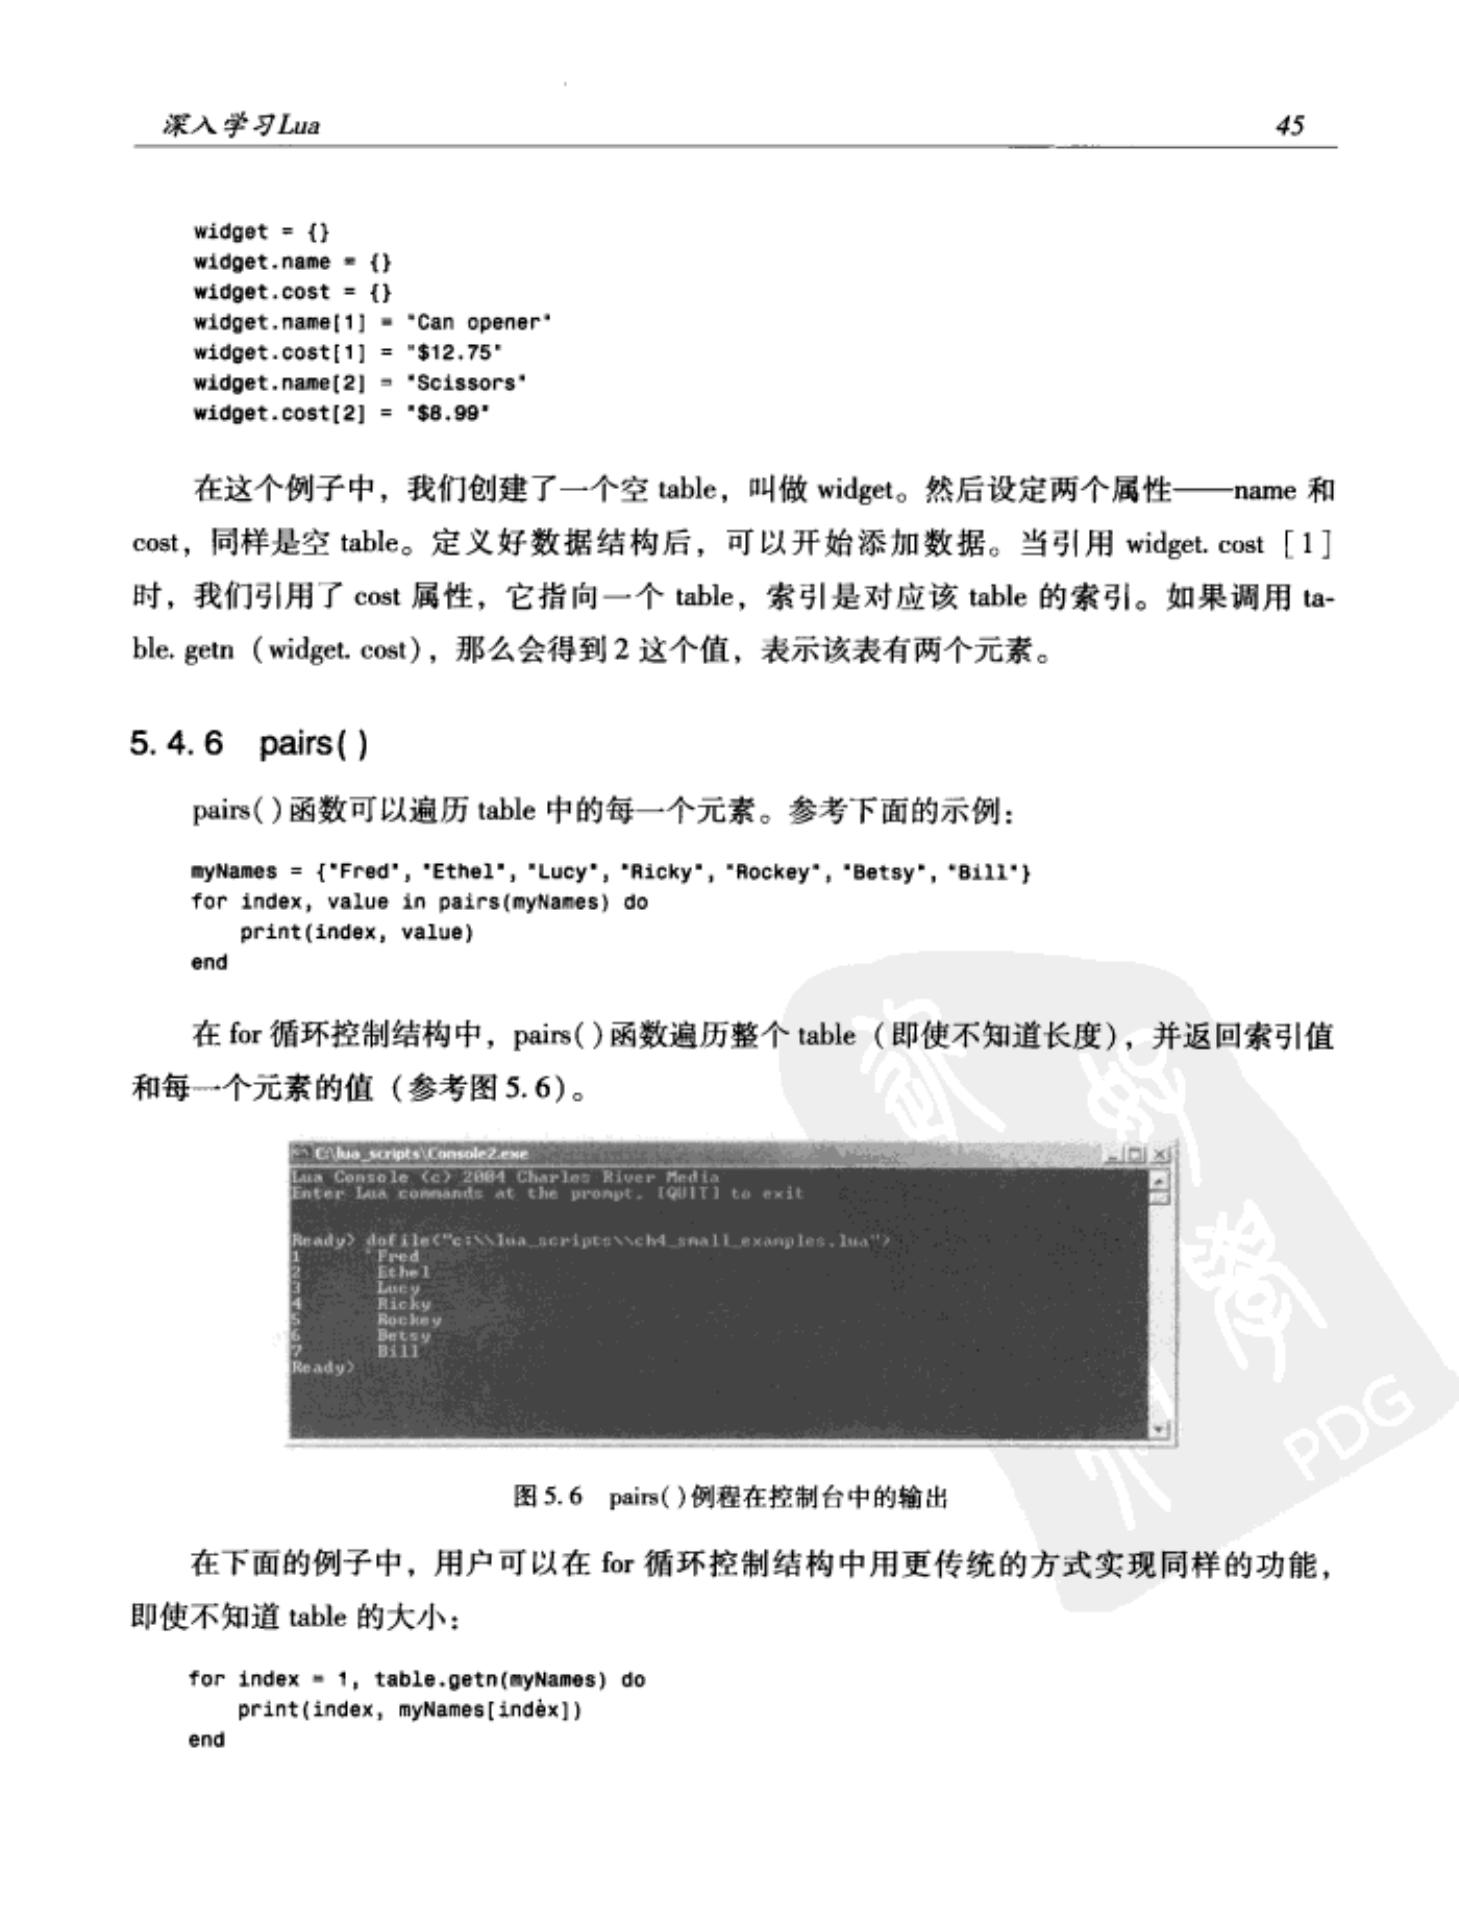 深入学习Lua 45
widget = {}
widget.name = {}
widget.cost = {}
widget.name[1] = "Can opener"
widget.cost[1] = "$12.75"
widget.name[2] = "Scissors"
widget.cost[2] = "$8.99"
在这个例子中，我们创建了一个空 table，叫做 widget。然后设定两个属性——name 和
cost，同样是空 table。定义好数据结构后，可以开始添加数据。当引用 widget. cost ［1］
时，我们引用了 cost 属性，它指向一个 table，索引是对应该 table 的索引。如果调用 ta-
ble. getn （widget. cost），那么会得到 2 这个值，表示该表有两个元素。
5. 4. 6 pairs( )
pairs( )函数可以遍历 table 中的每一个元素。参考下面的示例：
myNames = {"Fred", "Ethel", "Lucy", "Ricky", "Rockey", "Betsy", "Bill"}
for index, value in pairs(myNames) do
print(index, value)
end
在 for 循环控制结构中，pairs( )函数遍历整个 table （即使不知道长度），并返回索引值
和每一个元素的值（参考图 5. 6）。
C:\lua_scripts\Console2.exe
Lua Console (c) 2004 Charles River Media
Enter Lua commands at the prompt. [QUIT] to exit
Ready> dofile("c:\\lua_scripts\\ch4_small_examples.lua")
1 Fred
2 Ethel
3 Lucy
4 Ricky
5 Rockey
6 Betsy
7 Bill
Ready>
图 5. 6 pairs( )例程在控制台中的输出
在下面的例子中，用户可以在 for 循环控制结构中用更传统的方式实现同样的功能，
即使不知道 table 的大小：
for index = 1, table.getn(myNames) do
print(index, myNames[index])
end
PDG